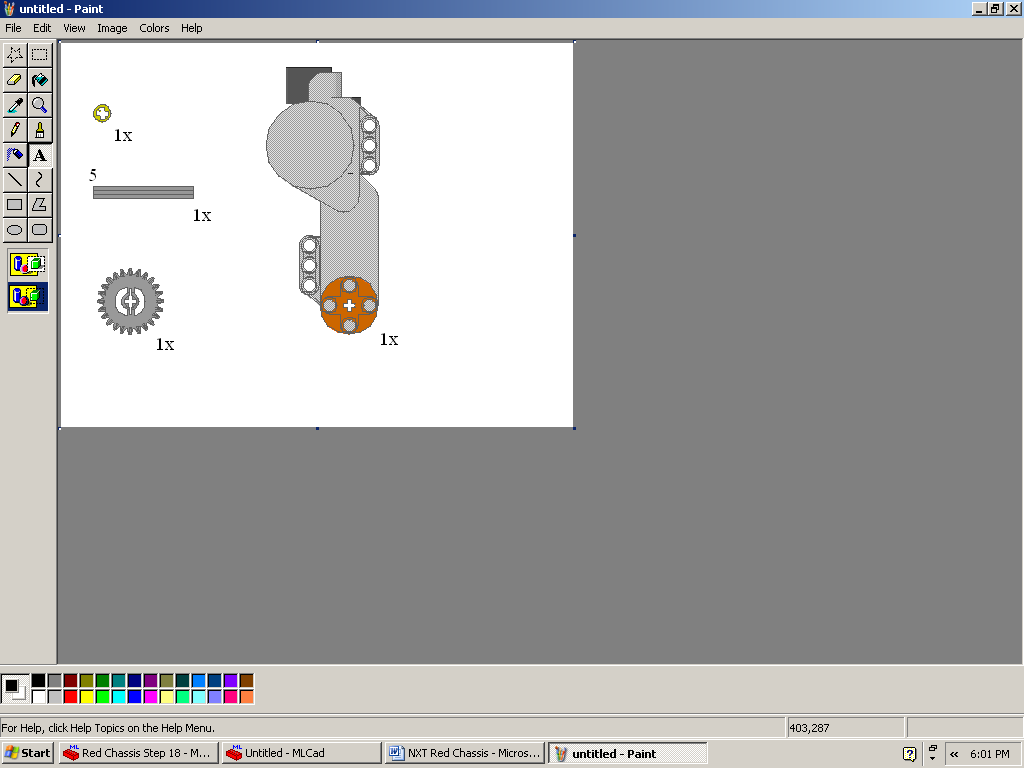 untitled - Paint
File Edit View Image Colors Help
A
1x
5
1x
1x
1x
For Help, click Help Topics on the Help Menu.
403,287
Start
ML Red Chassis Step 18 - M...
ML Untitled - MLCad
W NXT Red Chassis - Micros...
untitled - Paint
? « 6:01 PM